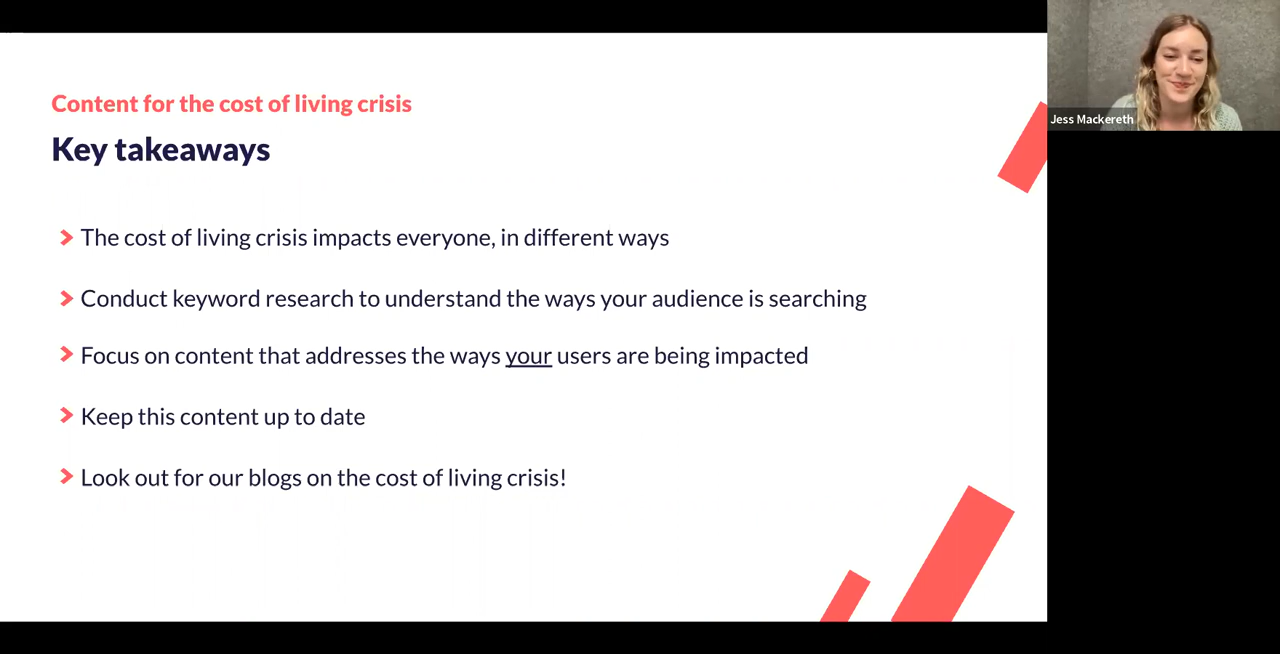 Content for the cost of living crisis
Key takeaways
The cost of living crisis impacts everyone, in different ways
Conduct keyword research to understand the ways your audience is searching
Focus on content that addresses the ways your users are being impacted
Keep this content up to date
Look out for our blogs on the cost of living crisis!
Jess Mackereth